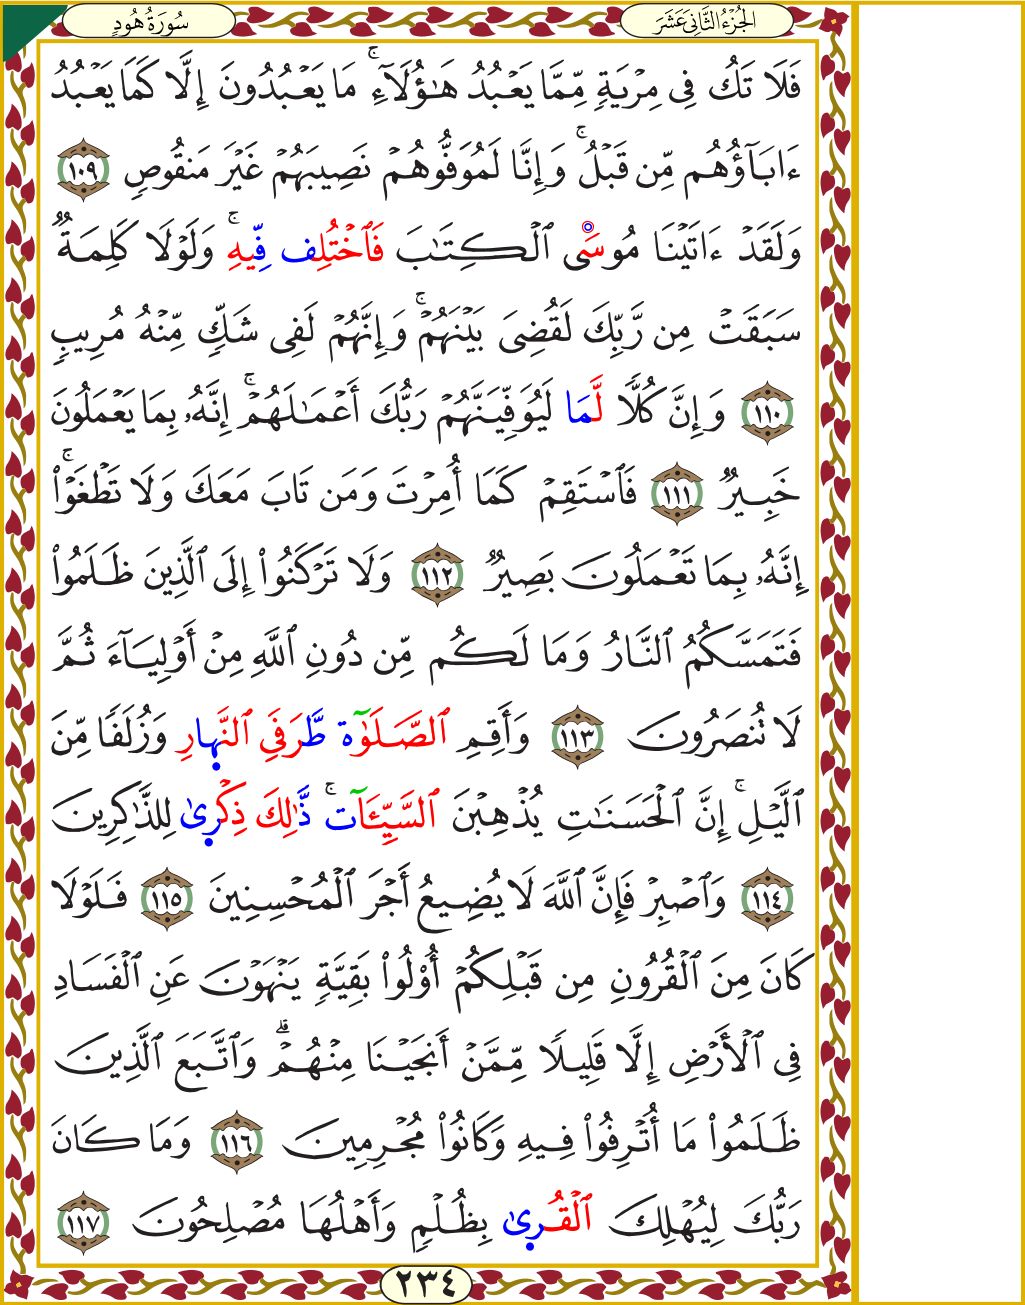 سُورَةُ هُودٍ
الجُزْءُ الثَّانِيَ عَشَرَ
فَلَا تَكُ فِى مِرْيَةٍ مِّمَّا يَعْبُدُ هَـٰٓؤُلَآءِ ۚ مَا يَعْبُدُونَ إِلَّا كَمَا يَعْبُدُ
ءَابَآؤُهُم مِّن قَبْلُ ۚ وَإِنَّا لَمُوَفُّوهُمْ نَصِيبَهُمْ غَيْرَ مَنقُوصٍ ١٠٩
وَلَقَدْ ءَاتَيْنَا مُوسَى ٱلْكِتَـٰبَ فَٱخْتُلِف فِّيهِ ۚ وَلَوْلَا كَلِمَةٌ
سَبَقَتْ مِن رَّبِّكَ لَقُضِىَ بَيْنَهُمْ ۚ وَإِنَّهُمْ لَفِى شَكٍّ مِّنْهُ مُرِيبٍ
١١٠ وَإِنَّ كُلًّا لَّمَا لَيُوَفِّيَنَّهُمْ رَبُّكَ أَعْمَـٰلَهُمْ ۚ إِنَّهُۥ بِمَا يَعْمَلُونَ
خَبِيرٌ ١١١ فَٱسْتَقِمْ كَمَآ أُمِرْتَ وَمَن تَابَ مَعَكَ وَلَا تَطْغَوْا۟ ۚ
إِنَّهُۥ بِمَا تَعْمَلُونَ بَصِيرٌ ١١٢ وَلَا تَرْكَنُوٓا۟ إِلَى ٱلَّذِينَ ظَلَمُوا۟
فَتَمَسَّكُمُ ٱلنَّارُ وَمَا لَكُم مِّن دُونِ ٱللَّهِ مِنْ أَوْلِيَآءَ ثُمَّ
لَا تُنصَرُونَ ١١٣ وَأَقِمِ ٱلصَّلَوٰٓة طَّرَفَىِ ٱلنَّهِارِ وَزُلَفًا مِّنَ
ٱلَّيْلِ ۚ إِنَّ ٱلْحَسَنَـٰتِ يُذْهِبْنَ ٱلسَّيِّـَٔآت ۚ ذَّٰلِكَ ذِكْرِىٰ لِلذَّٰكِرِينَ
١١٤ وَٱصْبِرْ فَإِنَّ ٱللَّهَ لَا يُضِيعُ أَجْرَ ٱلْمُحْسِنِينَ ١١٥ فَلَوْلَا
كَانَ مِنَ ٱلْقُرُونِ مِن قَبْلِكُمْ أُو۟لُوا۟ بَقِيَّةٍ يَنْهَوْنَ عَنِ ٱلْفَسَادِ
فِى ٱلْأَرْضِ إِلَّا قَلِيلًا مِّمَّنْ أَنجَيْنَا مِنْهُمْ ۗ وَٱتَّبَعَ ٱلَّذِينَ
ظَلَمُوا۟ مَآ أُتْرِفُوا۟ فِيهِ وَكَانُوا۟ مُجْرِمِينَ ١١٦ وَمَا كَانَ
رَبُّكَ لِيُهْلِكَ ٱلْقُرِىٰ بِظُلْمٍ وَأَهْلُهَا مُصْلِحُونَ ١١٧
٢٣٤